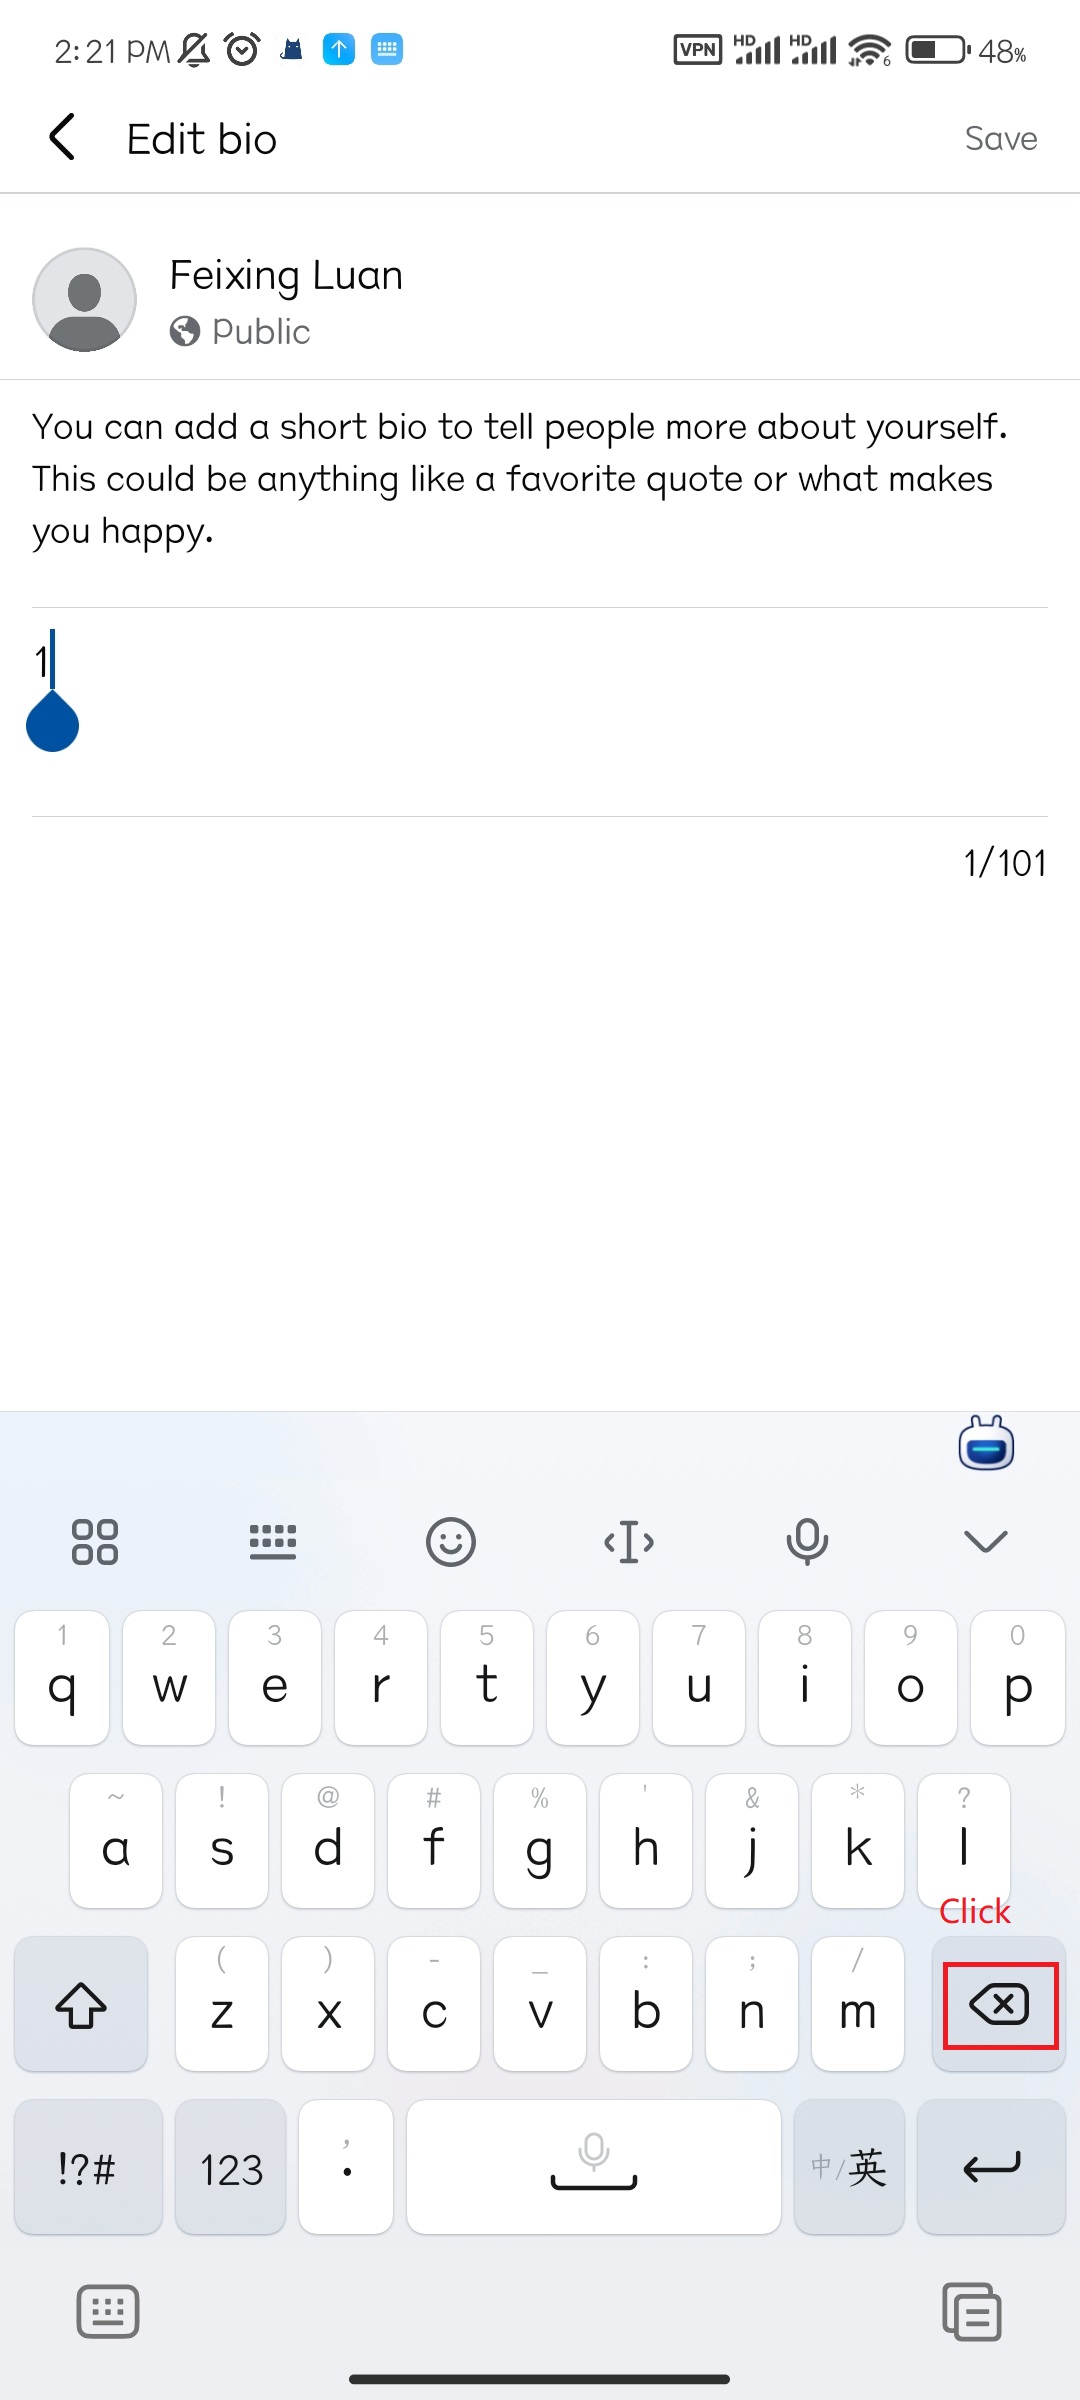 2:21 PM VPN HD HD 6 48%
Edit bio Save
Feixing Luan
Public
You can add a short bio to tell people more about yourself.
This could be anything like a favorite quote or what makes
you happy.
1
1/101
1 2 3 4 5 6 7 8 9 0
q w e r t y u i o p
~ ! @ # % ' & * ?
a s d f g h j k l
Click
( ) - _ : ; /
z x c v b n m
!?# 123 , . 中/英